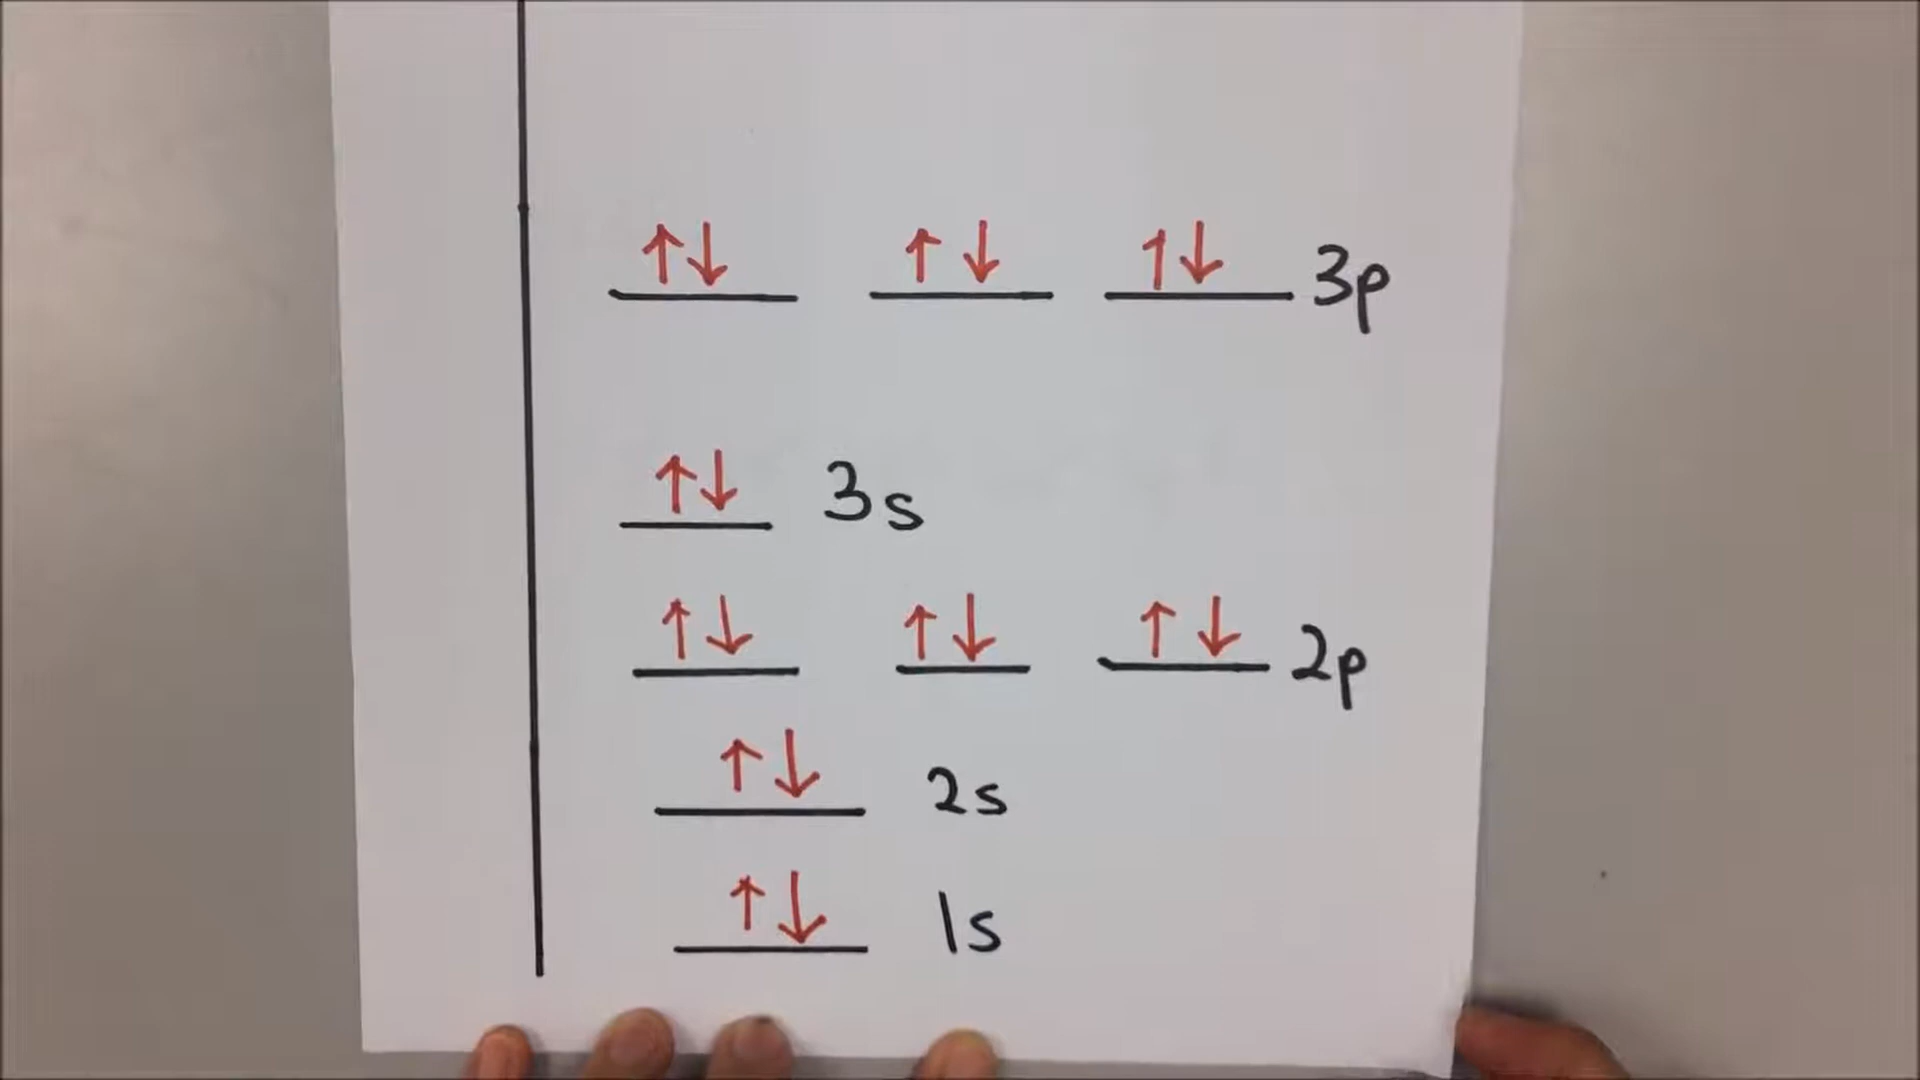 ↑↓ ↑↓ ↑↓ 3p
↑↓ 3s
↑↓ ↑↓ ↑↓ 2p
↑↓ 2s
↑↓ 1s